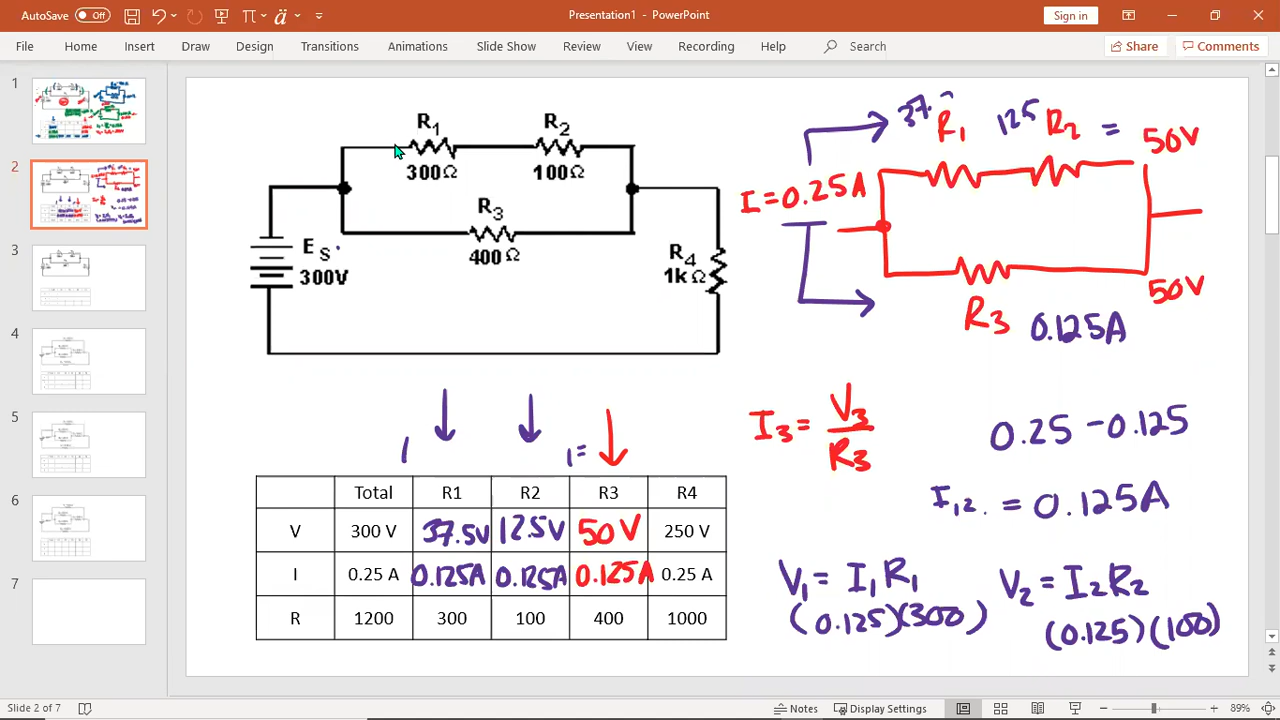 AutoSave Off
Presentation1 - PowerPoint
Sign in
File Home Insert Draw Design Transitions Animations Slide Show Review View Recording Help Search
Share Comments
1
2
3
4
5
6
7
R1
300Ω
R2
100Ω
R3
400Ω
R4
1kΩ
ES
300V
37. R1 125 R2 = 50V
I = 0.25A
R3 0.125A
50V
I3 = V3
R3
0.25 - 0.125
I1,2. = 0.125A
V1 = I1R1
(0.125)(300)
V2 = I2R2
(0.125)(100)
Total R1 R2 R3 R4
V 300 V 37.5V 12.5V 50V 250 V
I 0.25 A 0.125A 0.125A 0.125A 0.25 A
R 1200 300 100 400 1000
Slide 2 of 7
Notes Display Settings 89%